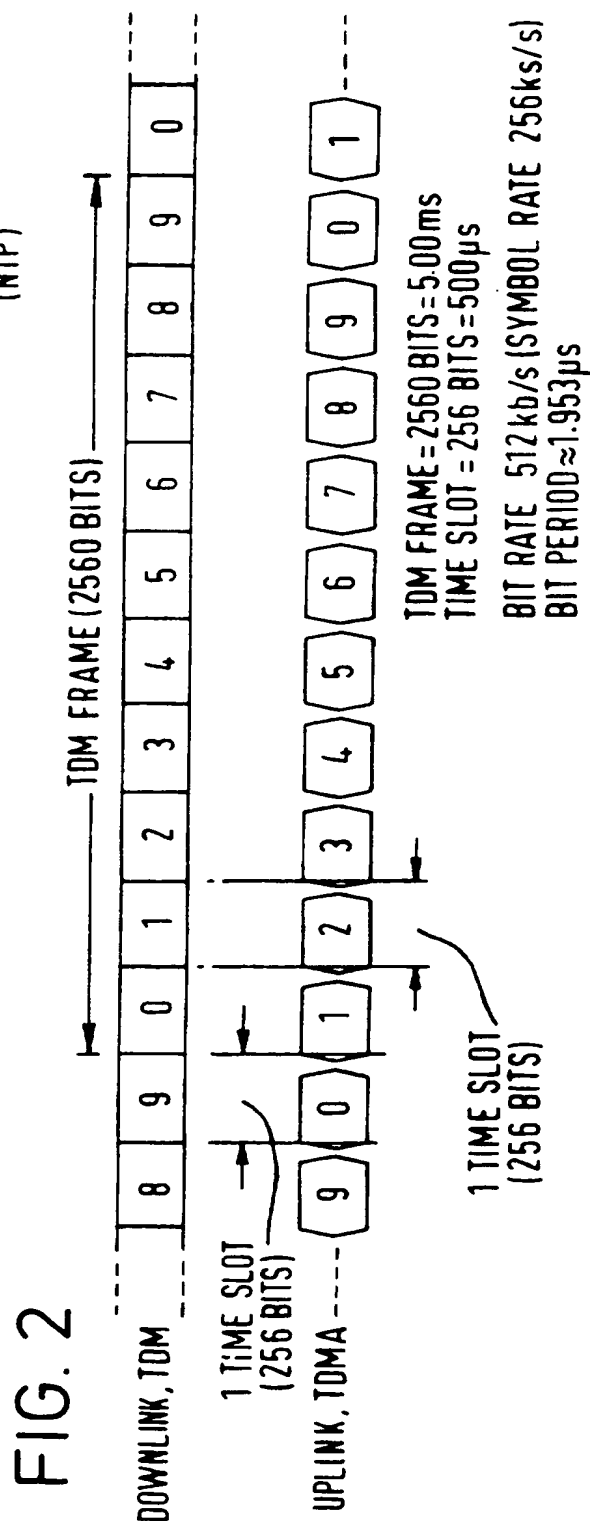 (NTP)
FIG. 2
TDM FRAME (2560 BITS)
DOWNLINK, TDM
8 9 0 1 2 3 4 5 6 7 8 9 0
1 TIME SLOT
(256 BITS)
UPLINK, TDMA
9 0 1 2 3 4 5 6 7 8 9 0 1
1 TIME SLOT
(256 BITS)
TDM FRAME = 2560 BITS = 5.00ms
TIME SLOT = 256 BITS = 500µs
BIT RATE 512kb/s (SYMBOL RATE 256ks/s)
BIT PERIOD ≈ 1.953µs